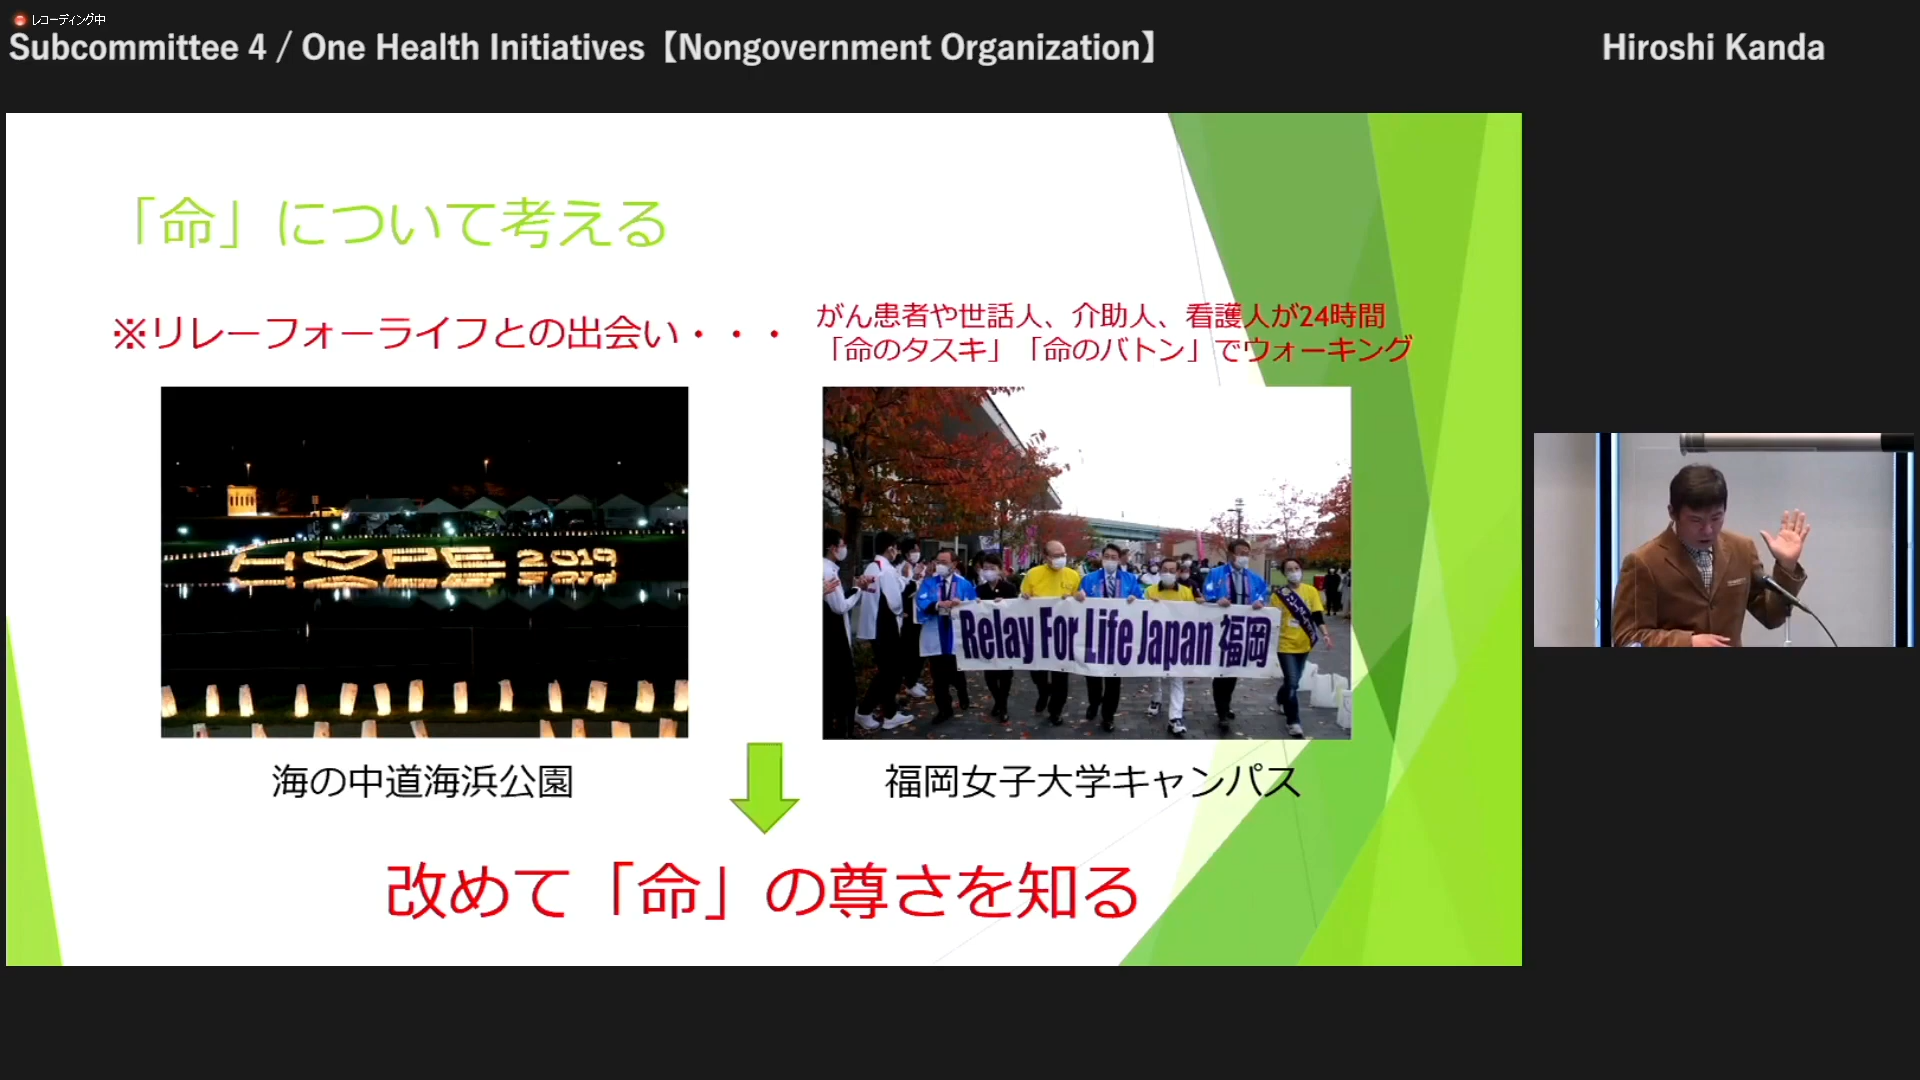 レコーディング中
Subcommittee 4 / One Health Initiatives【Nongovernment Organization】
Hiroshi Kanda
「命」について考える
※リレーフォーライフとの出会い・・・
がん患者や世話人、介助人、看護人が24時間
「命のタスキ」「命のバトン」でウォーキング
HOPE 2019
Relay For Life Japan 福岡
海の中道海浜公園
福岡女子大学キャンパス
改めて「命」の尊さを知る